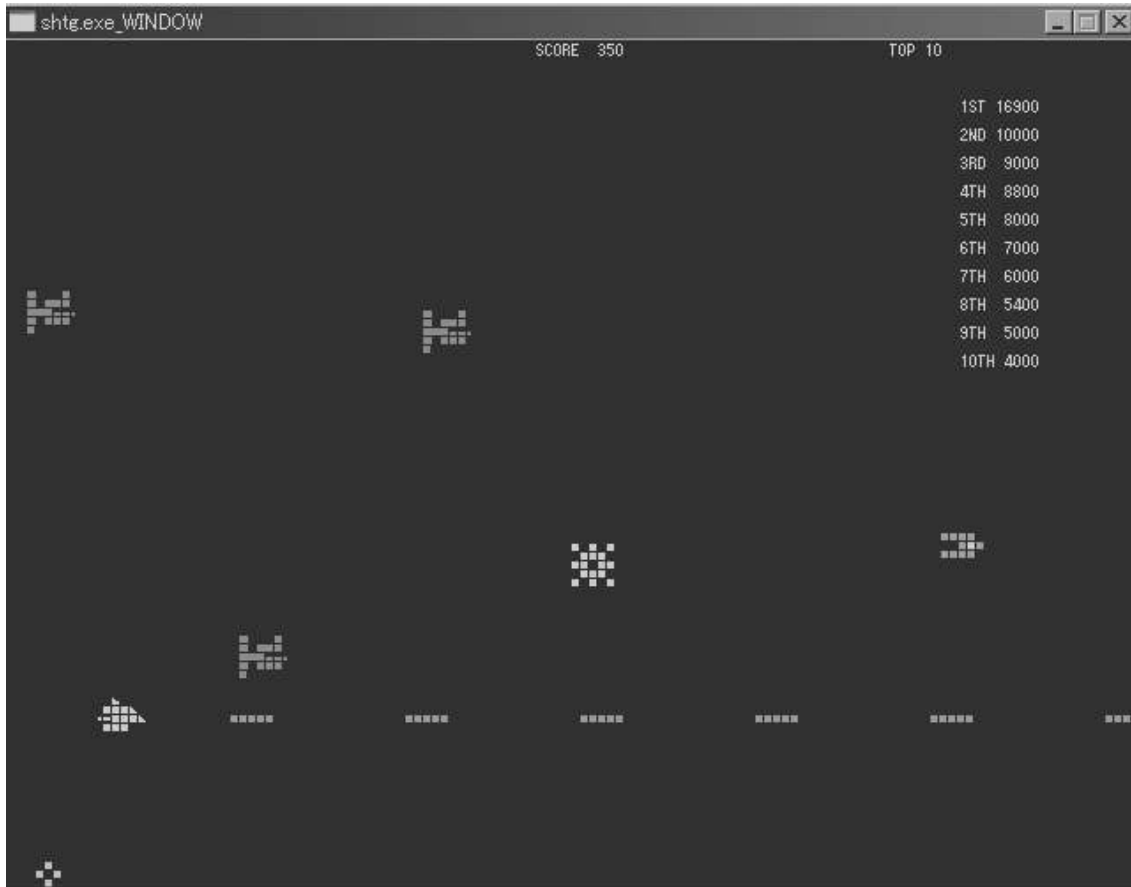 shtg.exe_WINDOW
SCORE 350 TOP 10
1ST 16900
2ND 10000
3RD 9000
4TH 8800
5TH 8000
6TH 7000
7TH 6000
8TH 5400
9TH 5000
10TH 4000